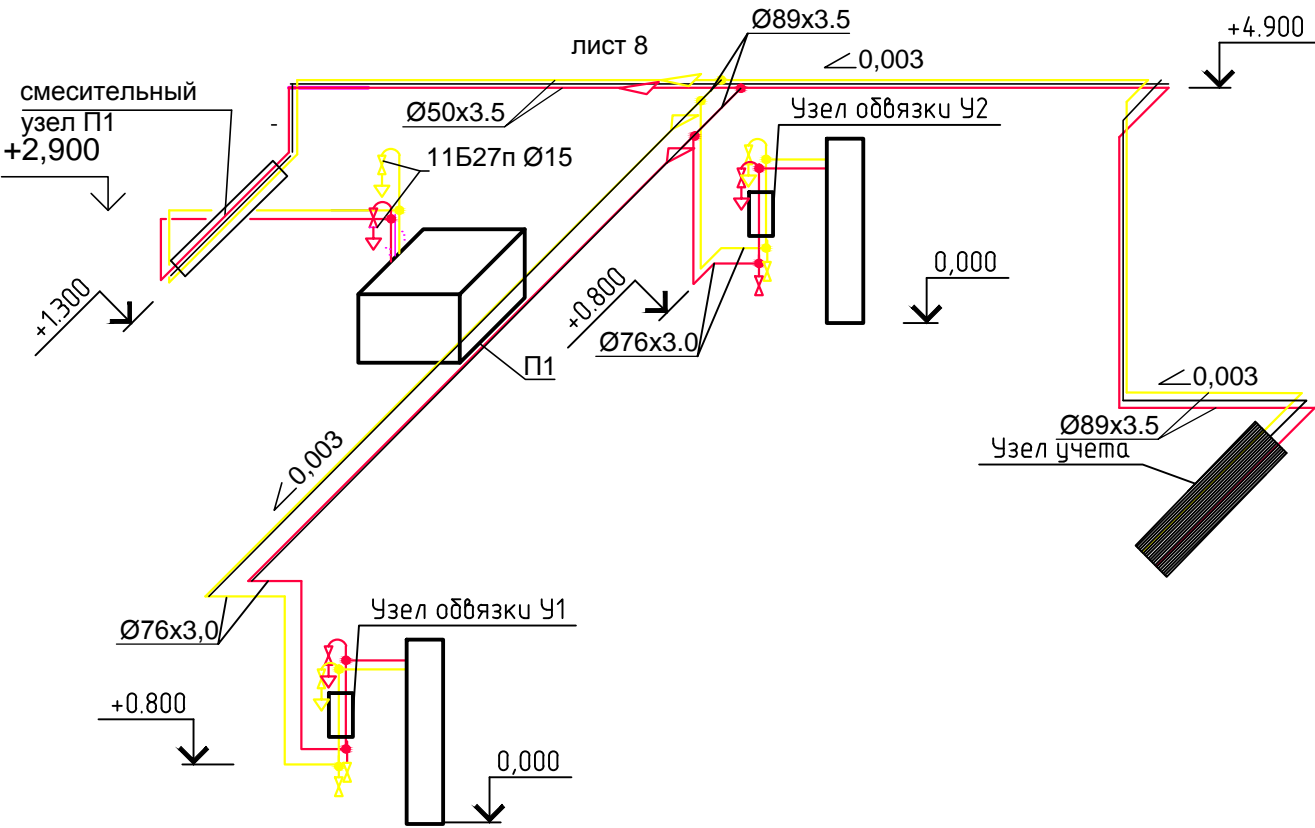 Ø89x3.5
лист 8
0,003
+4.900
смесительный
узел П1
+2,900
Ø50x3.5
Узел обвязки У2
11Б27п Ø15
0,000
+1.300
+0.800
Ø76x3.0
П1
0,003
Ø89x3.5
Узел учета
0,003
Ø76x3,0
Узел обвязки У1
+0.800
0,000